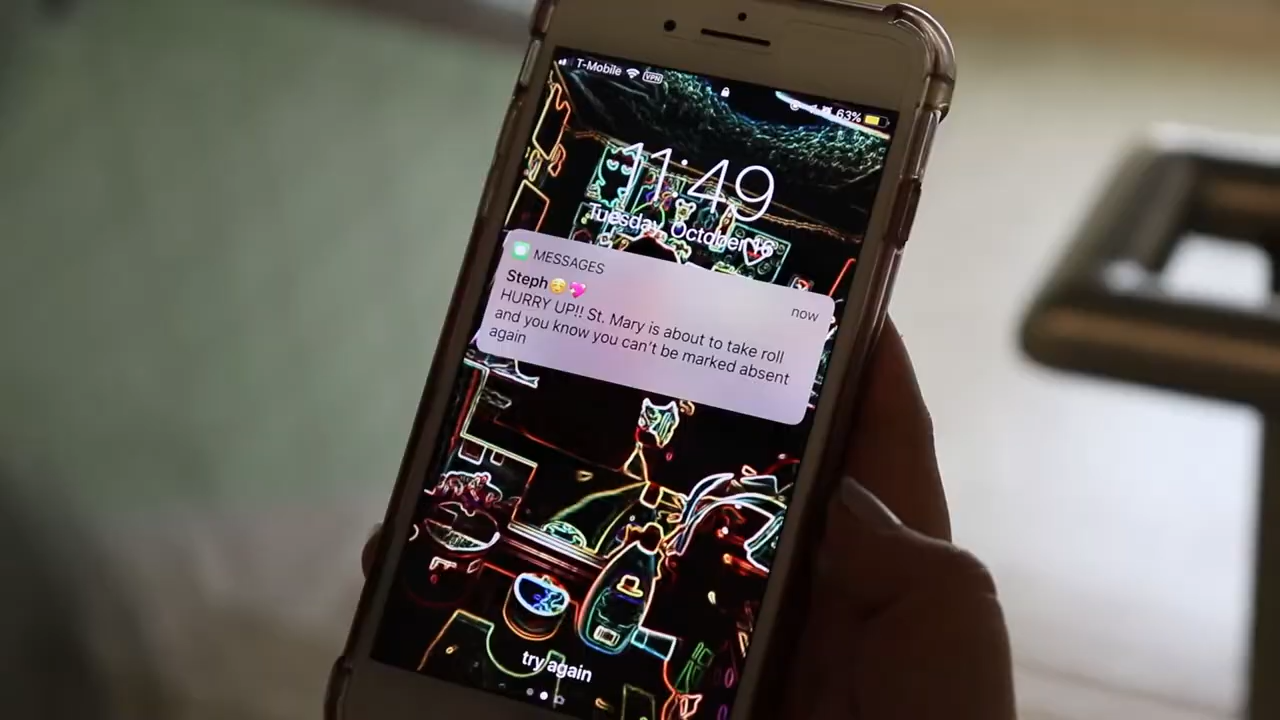 T-Mobile VPN 63%
11:49
Tuesday, October 16
MESSAGES
now
Steph😌💖
HURRY UP!! St. Mary is about to take roll
and you know you can't be marked absent
again
try again